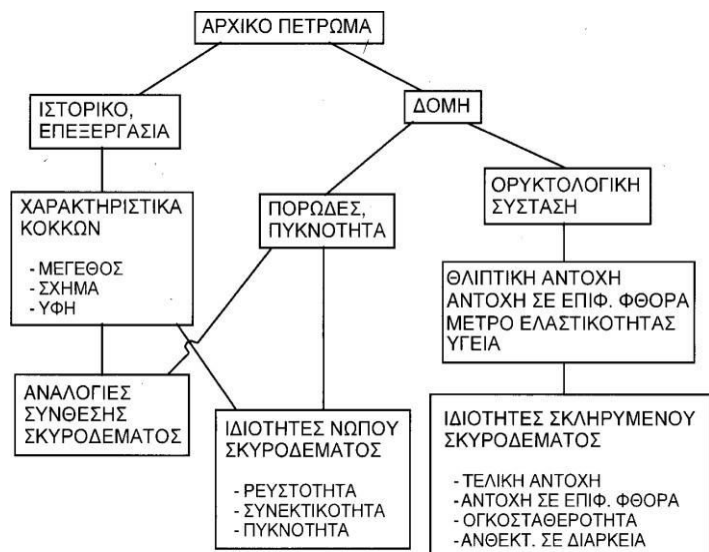 ΑΡΧΙΚΟ ΠΕΤΡΩΜΑ
ΙΣΤΟΡΙΚΟ,
ΕΠΕΞΕΡΓΑΣΙΑ
ΔΟΜΗ
ΧΑΡΑΚΤΗΡΙΣΤΙΚΑ
ΚΟΚΚΩΝ
- ΜΕΓΕΘΟΣ
- ΣΧΗΜΑ
- ΥΦΗ
ΠΟΡΩΔΕΣ,
ΠΥΚΝΟΤΗΤΑ
ΟΡΥΚΤΟΛΟΓΙΚΗ
ΣΥΣΤΑΣΗ
ΘΛΙΠΤΙΚΗ ΑΝΤΟΧΗ
ΑΝΤΟΧΗ ΣΕ ΕΠΙΦ. ΦΘΟΡΑ
ΜΕΤΡΟ ΕΛΑΣΤΙΚΟΤΗΤΑΣ
ΥΓΕΙΑ
ΑΝΑΛΟΓΙΕΣ
ΣΥΝΘΕΣΗΣ
ΣΚΥΡΟΔΕΜΑΤΟΣ
ΙΔΙΟΤΗΤΕΣ ΝΩΠΟΥ
ΣΚΥΡΟΔΕΜΑΤΟΣ
- ΡΕΥΣΤΟΤΗΤΑ
- ΣΥΝΕΚΤΙΚΟΤΗΤΑ
- ΠΥΚΝΟΤΗΤΑ
ΙΔΙΟΤΗΤΕΣ ΣΚΛΗΡΥΜΕΝΟΥ
ΣΚΥΡΟΔΕΜΑΤΟΣ
- ΤΕΛΙΚΗ ΑΝΤΟΧΗ
- ΑΝΤΟΧΗ ΣΕ ΕΠΙΦ. ΦΘΟΡΑ
- ΟΓΚΟΣΤΑΘΕΡΟΤΗΤΑ
- ΑΝΘΕΚΤ. ΣΕ ΔΙΑΡΚΕΙΑ